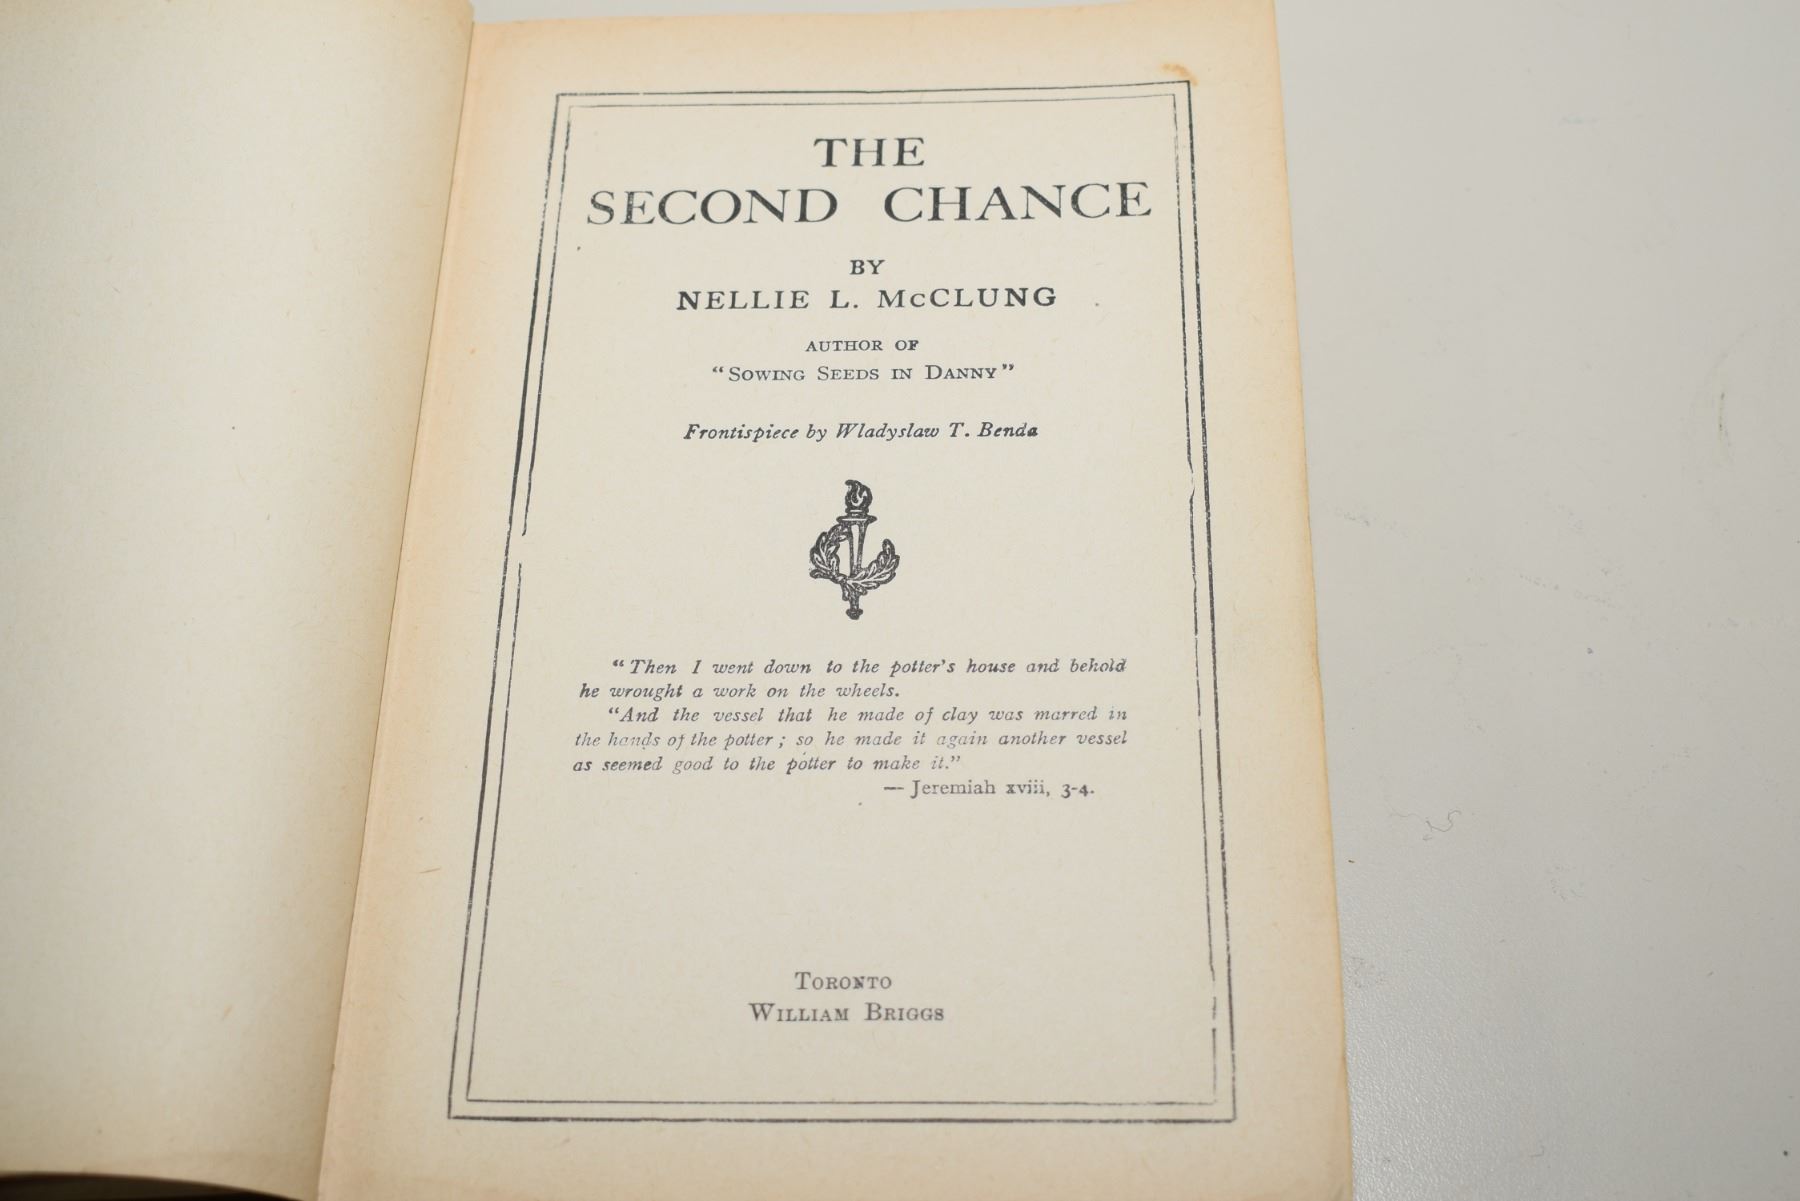 THE
SECOND CHANCE
BY
NELLIE L. McCLUNG
AUTHOR OF
"SOWING SEEDS IN DANNY"
Frontispiece by Wladyslaw T. Benda
"Then I went down to the potter's house and behold
he wrought a work on the wheels.
"And the vessel that he made of clay was marred in
the hands of the potter; so he made it again another vessel
as seemed good to the potter to make it."
— Jeremiah xviii, 3-4.
TORONTO
WILLIAM BRIGGS